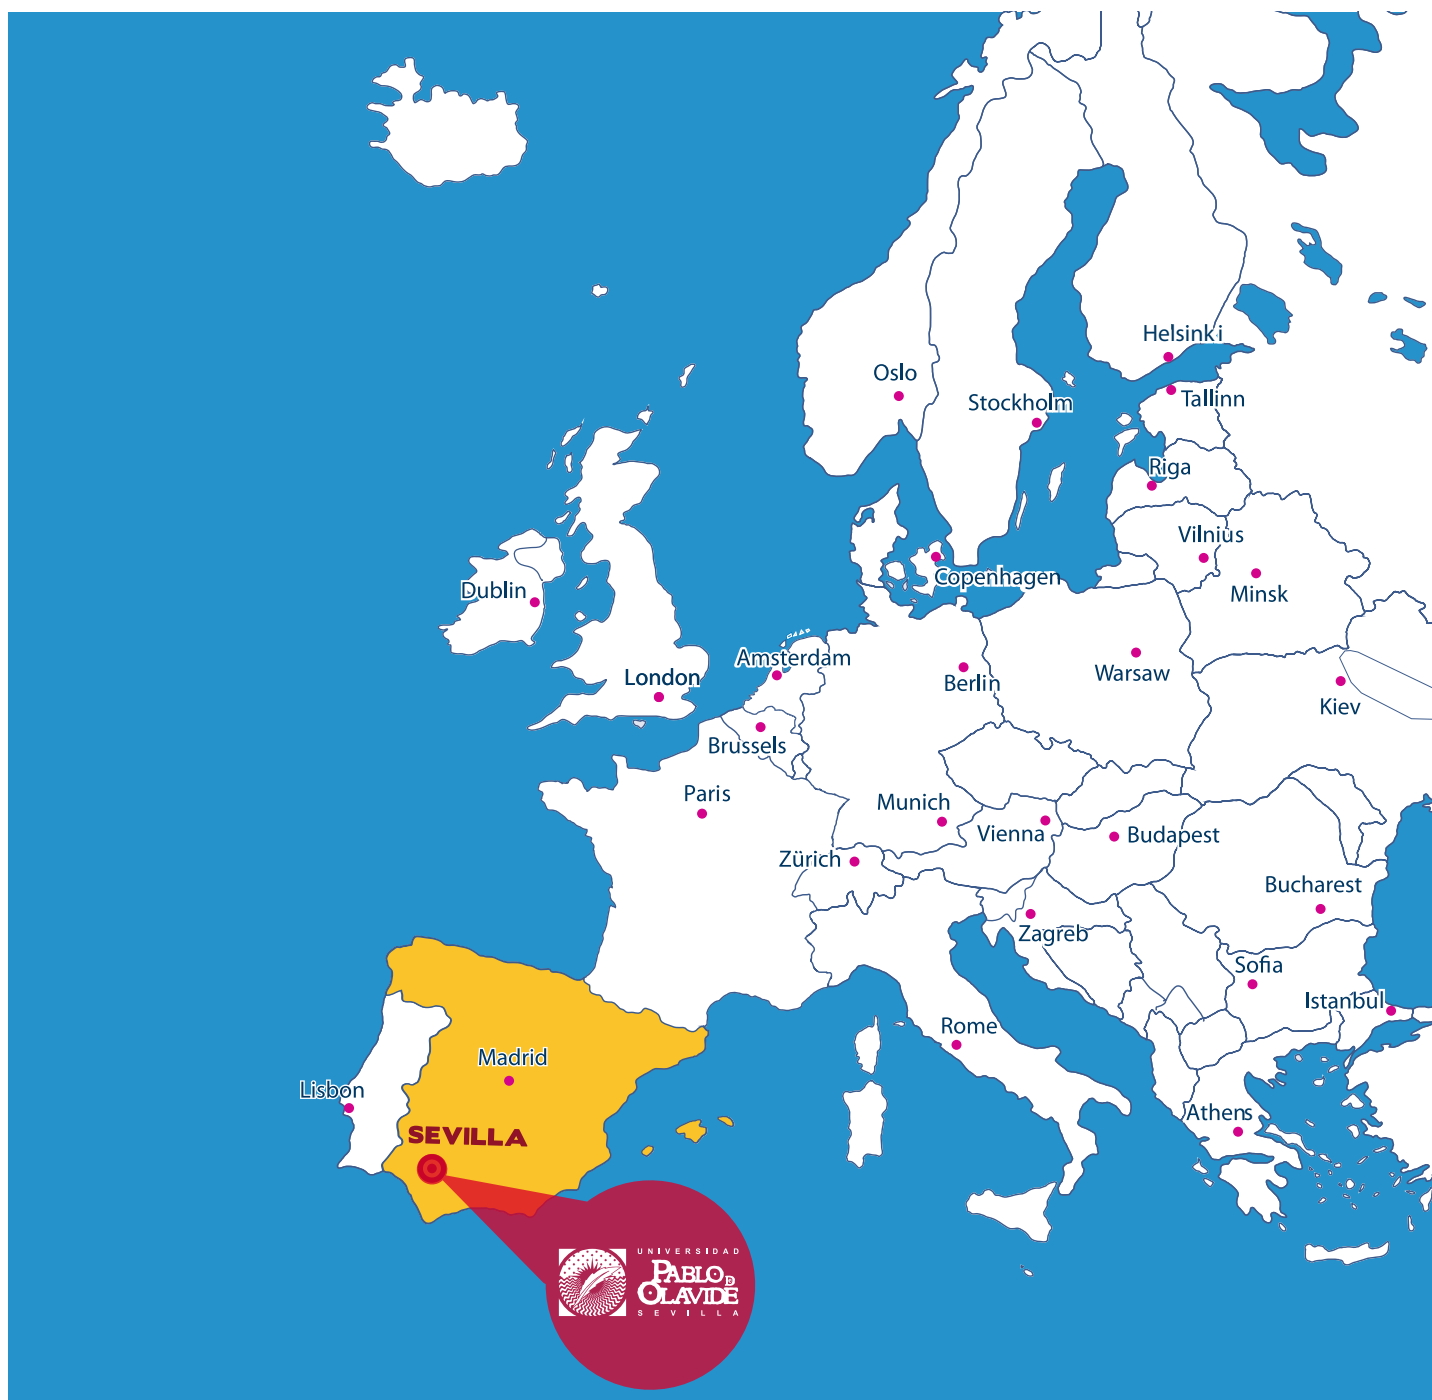 Helsinki
Oslo
Tallinn
Stockholm
Riga
Vilnius
Copenhagen
Dublin
Minsk
Amsterdam
London
Berlin
Warsaw
Kiev
Brussels
Paris
Munich
Vienna
Budapest
Zürich
Bucharest
Zagreb
Sofia
Istanbul
Rome
Madrid
Lisbon
Athens
SEVILLA
UNIVERSIDAD
PABLO DE
OLAVIDE
SEVILLA